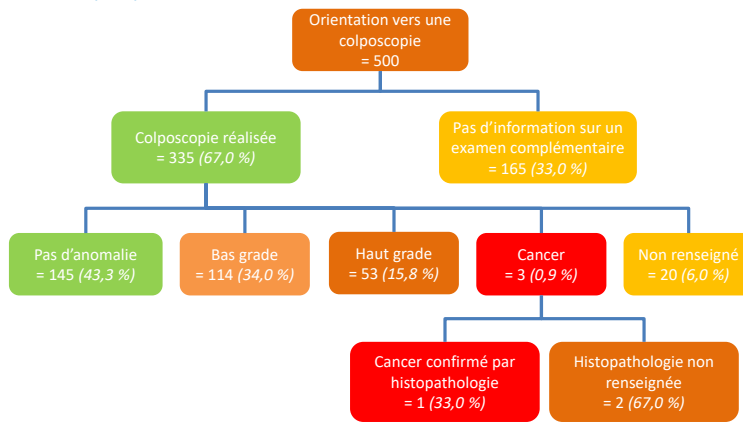 Orientation vers une
colposcopie
= 500
Colposcopie réalisée
= 335 (67,0 %)
Pas d’information sur un
examen complémentaire
= 165 (33,0 %)
Pas d’anomalie
= 145 (43,3 %)
Bas grade
= 114 (34,0 %)
Haut grade
= 53 (15,8 %)
Cancer
= 3 (0,9 %)
Non renseigné
= 20 (6,0 %)
Cancer confirmé par
histopathologie
= 1 (33,0 %)
Histopathologie non
renseignée
= 2 (67,0 %)